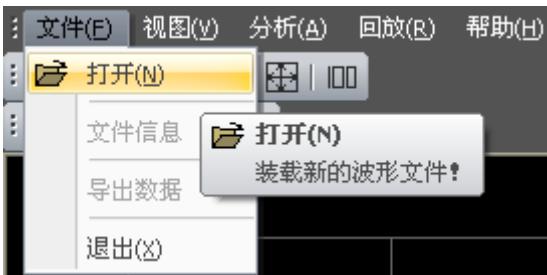 文件(F) 视图(V) 分析(A) 回放(R) 帮助(H)
打开(N)
文件信息
打开(N)
装载新的波形文件!
导出数据
退出(X)